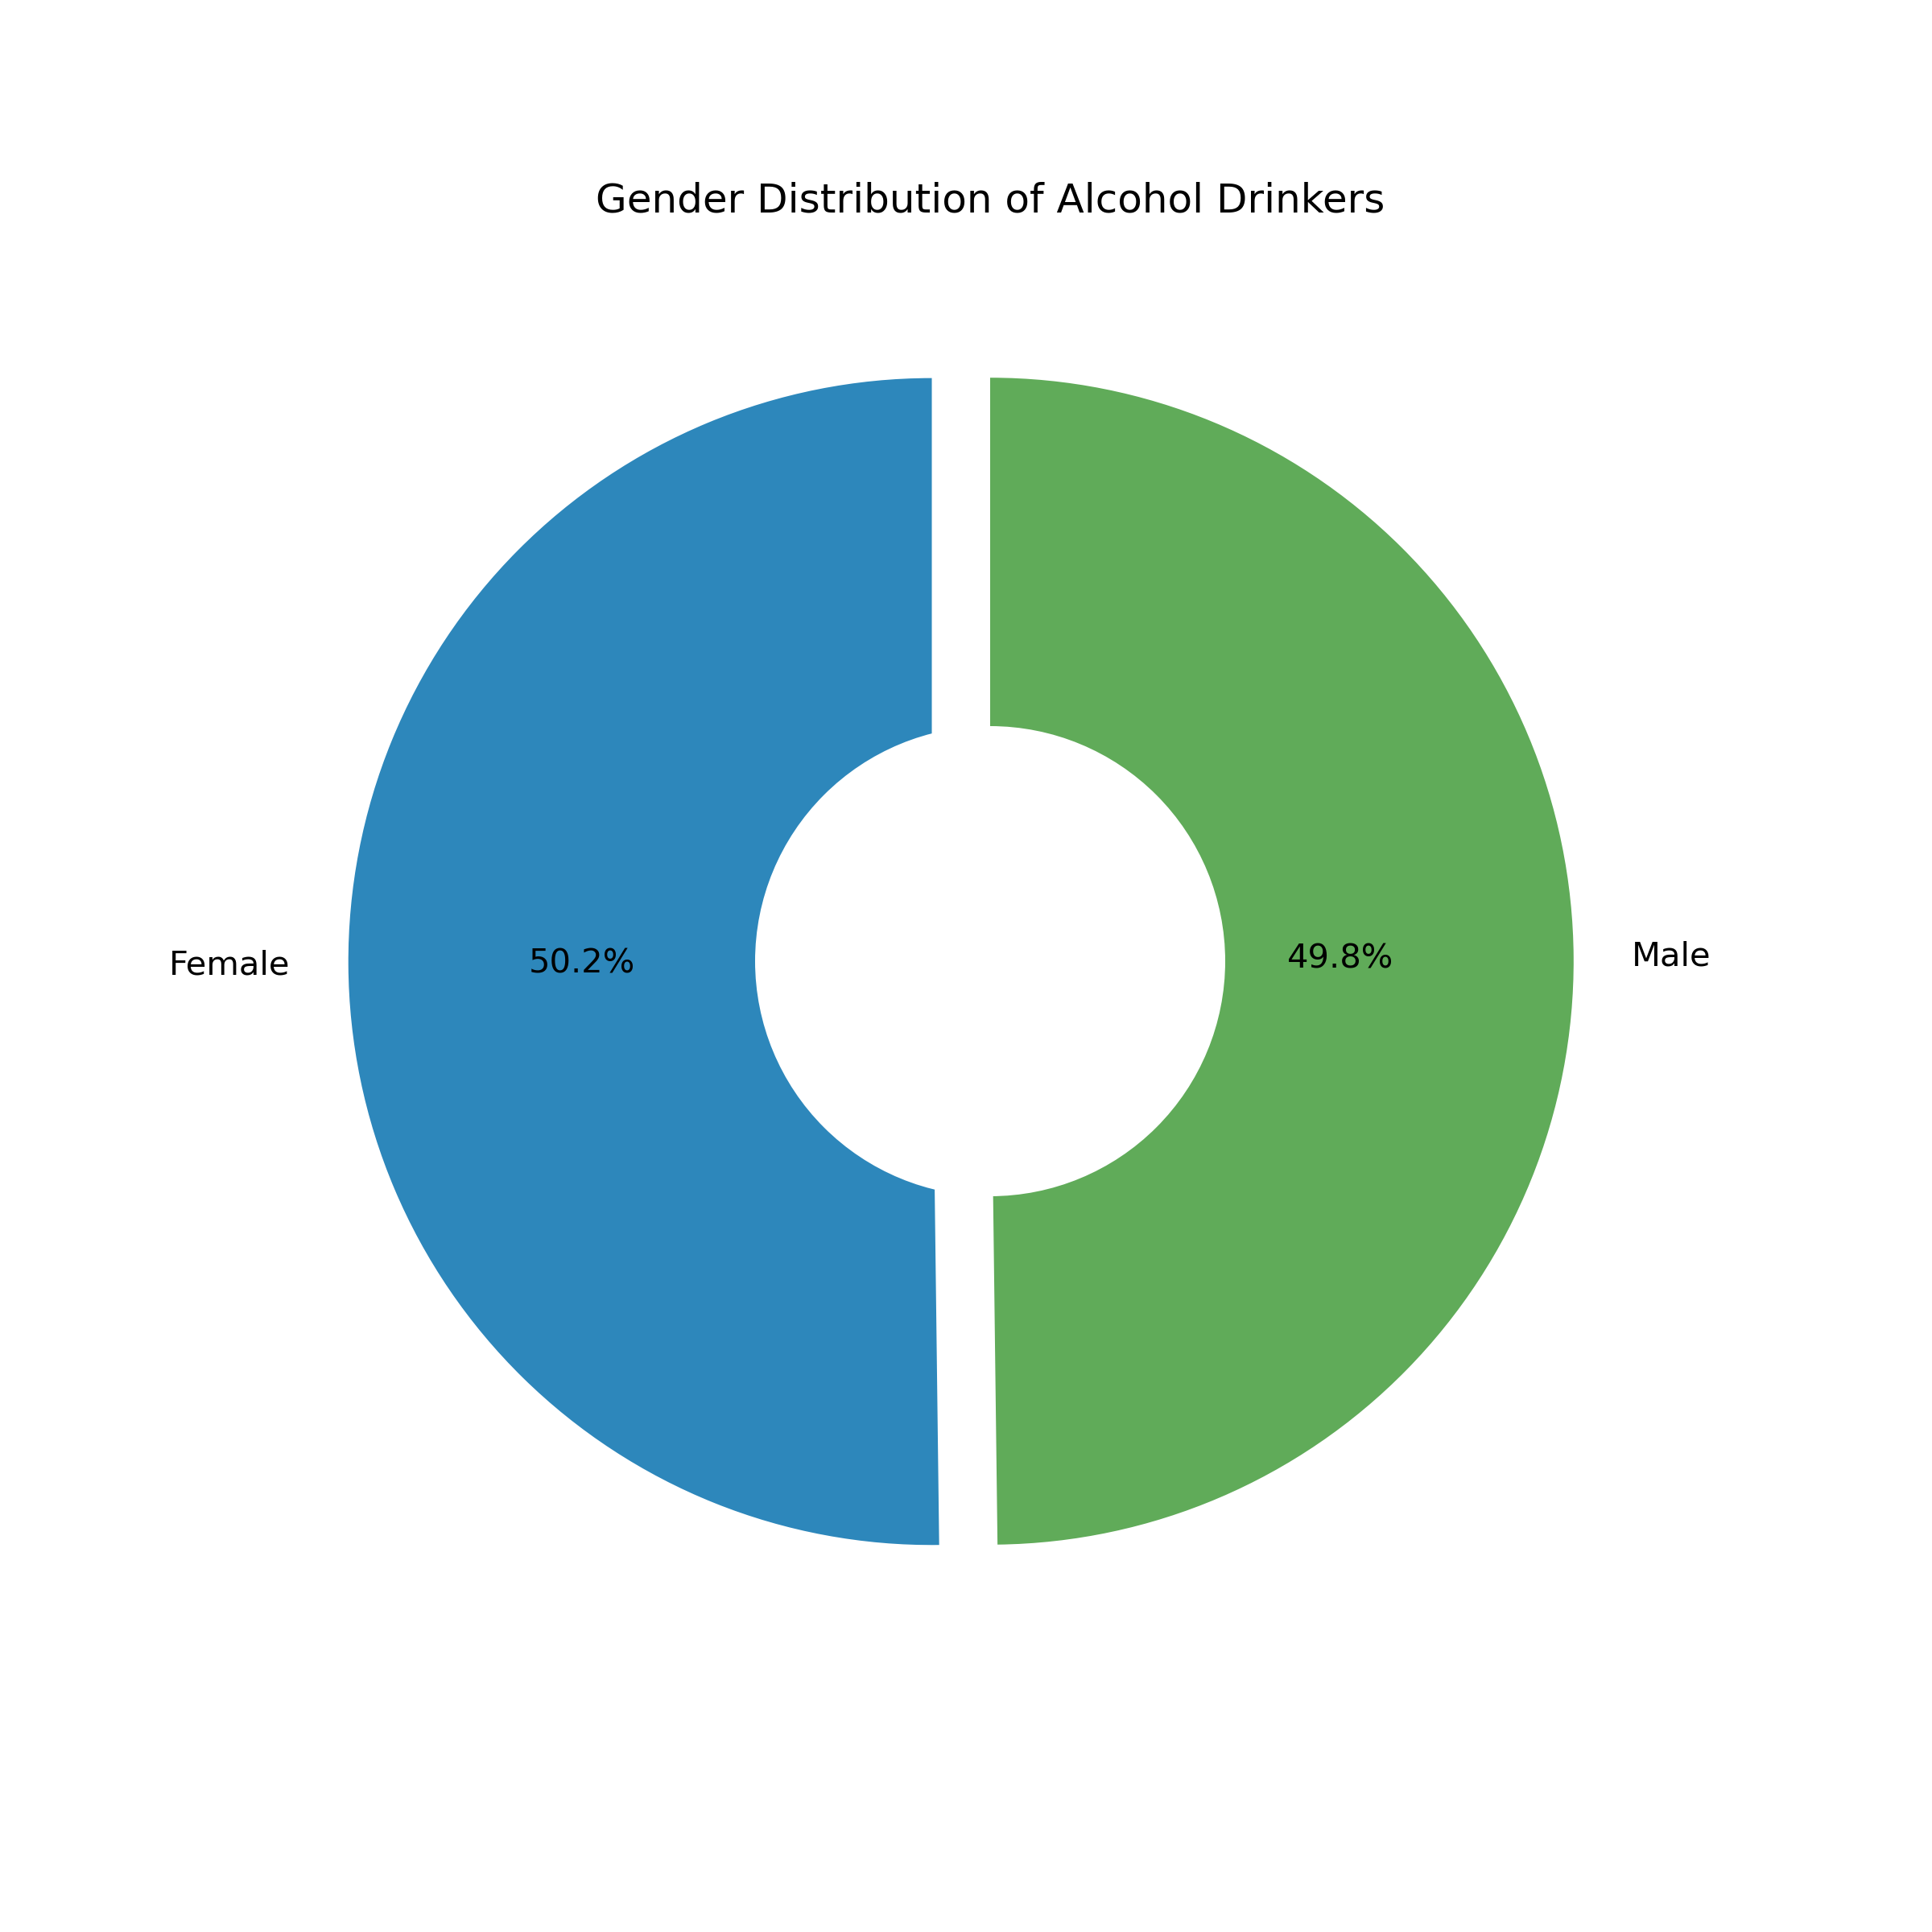 Gender Distribution of Alcohol Drinkers
Female
50.2%
49.8%
Male